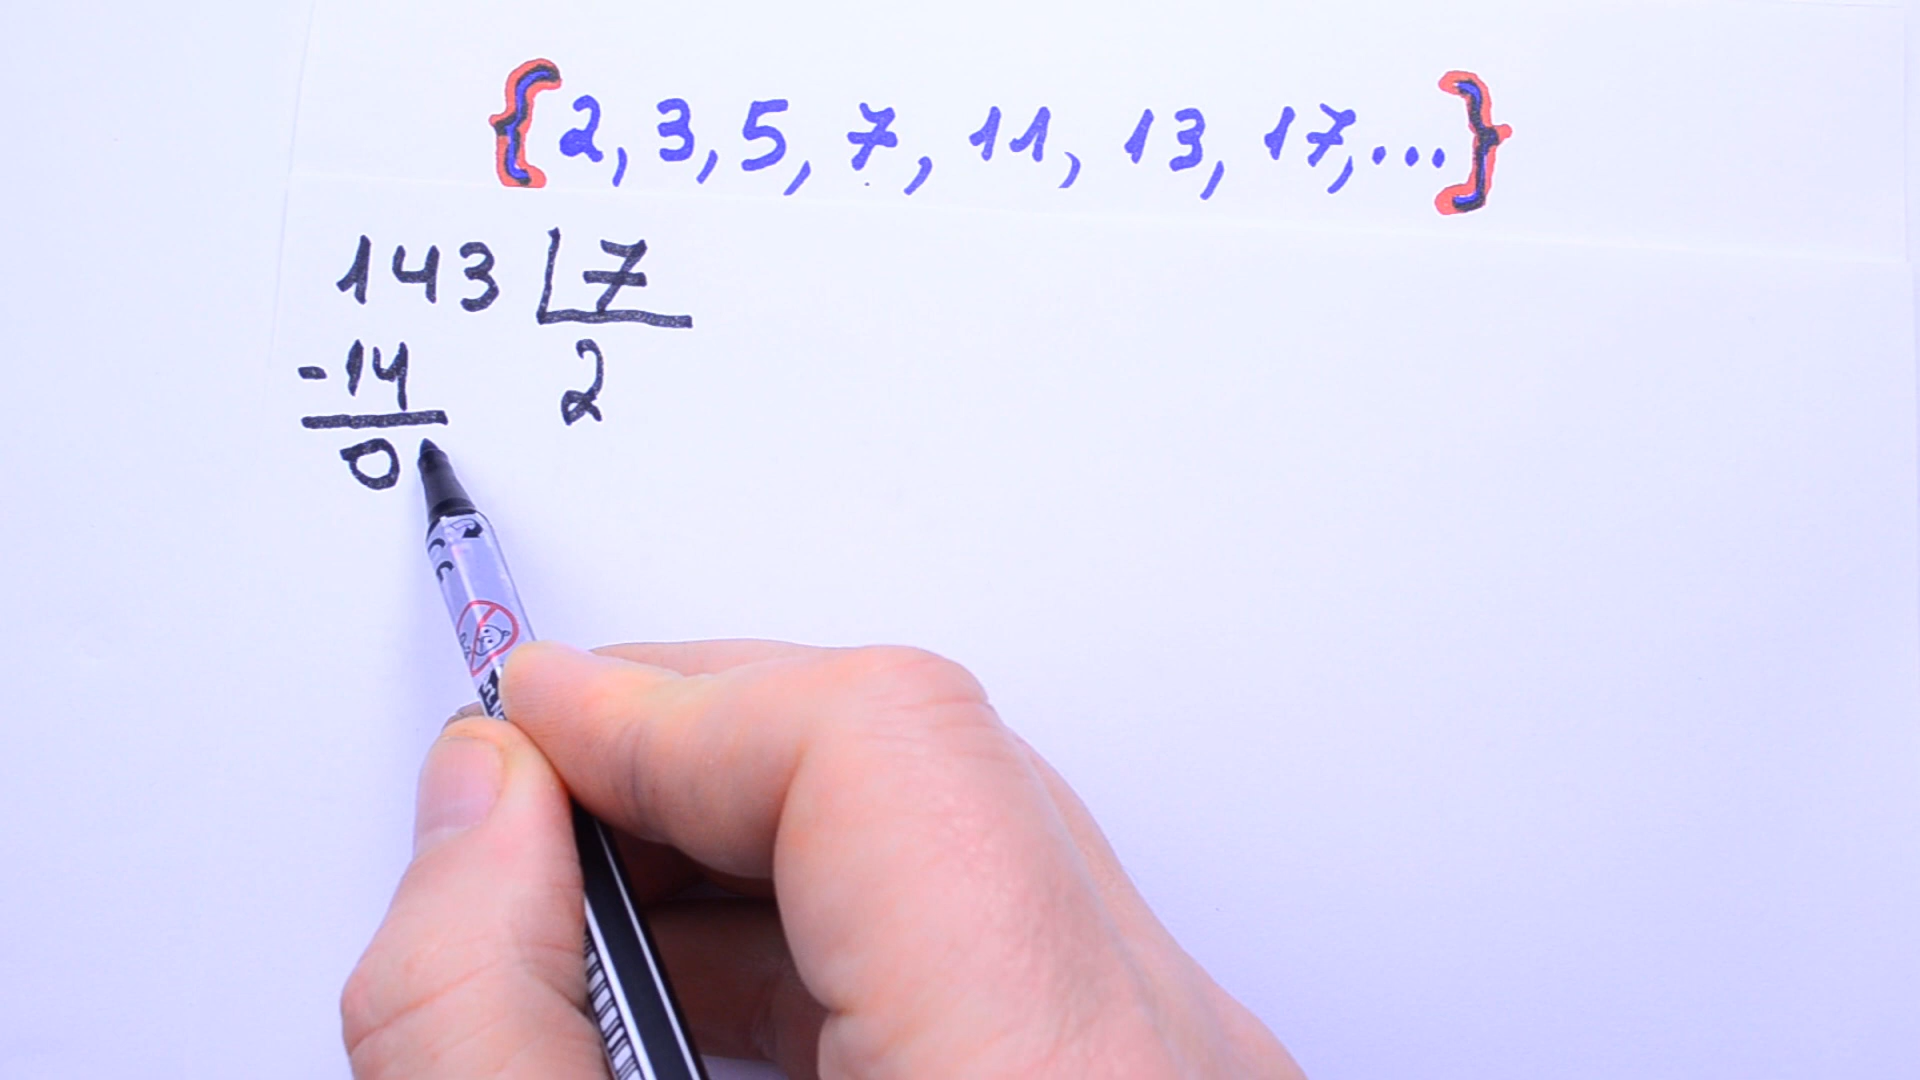 {2, 3, 5, 7, 11, 13, 17,...}
143 7
-14 2
0